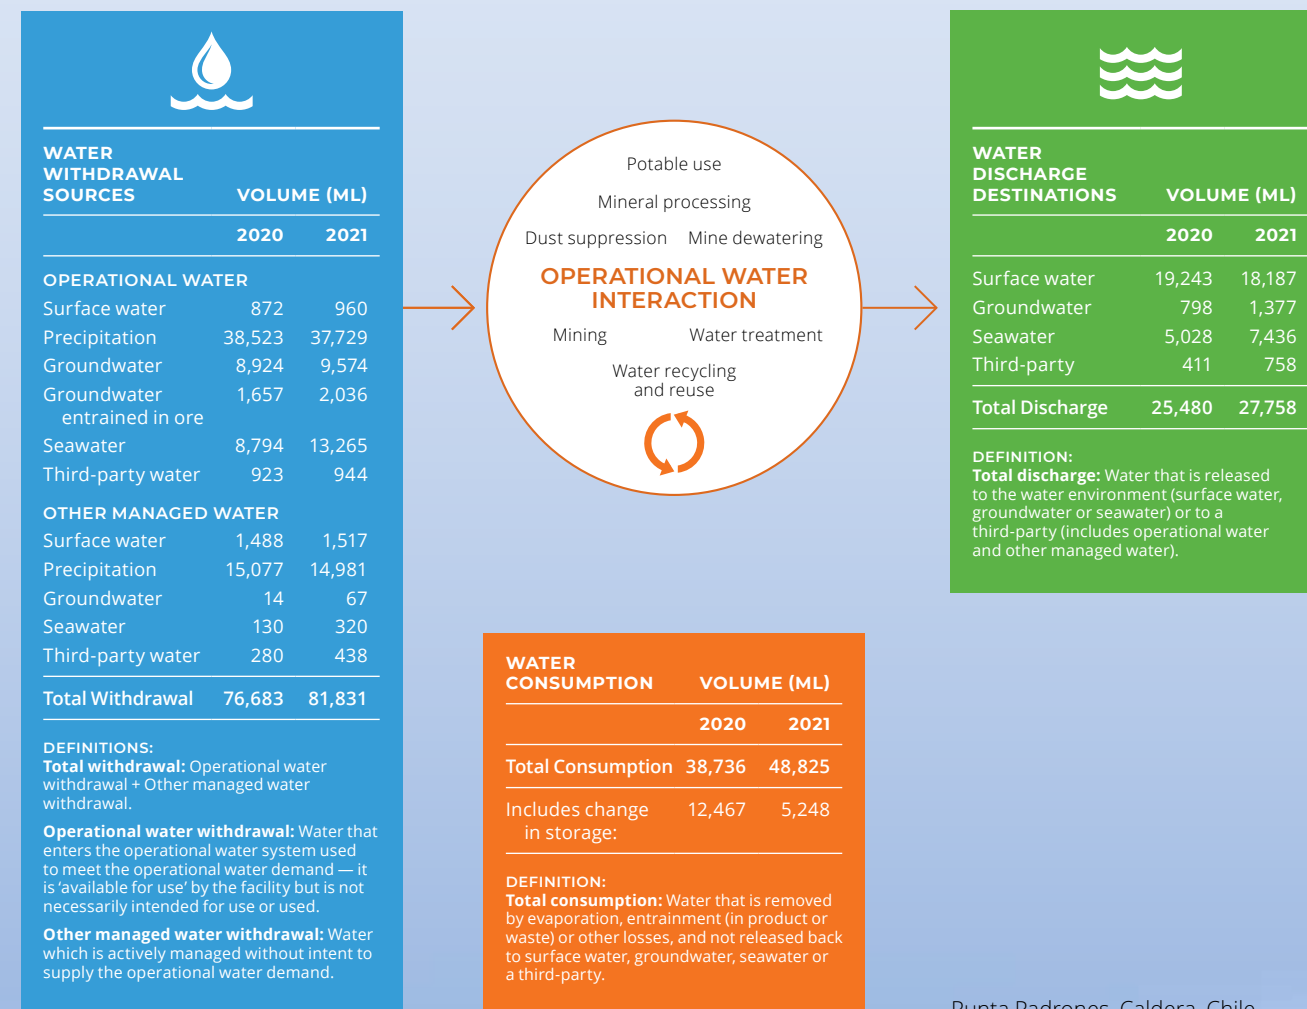 WATER
WITHDRAWAL
SOURCES VOLUME (ML)
2020 2021
OPERATIONAL WATER
Surface water 872 960
Precipitation 38,523 37,729
Groundwater 8,924 9,574
Groundwater 1,657 2,036
entrained in ore
Seawater 8,794 13,265
Third-party water 923 944
OTHER MANAGED WATER
Surface water 1,488 1,517
Precipitation 15,077 14,981
Groundwater 14 67
Seawater 130 320
Third-party water 280 438
Total Withdrawal 76,683 81,831
DEFINITIONS:
Total withdrawal: Operational water
withdrawal + Other managed water
withdrawal.
Operational water withdrawal: Water that
enters the operational water system used
to meet the operational water demand — it
is ‘available for use’ by the facility but is not
necessarily intended for use or used.
Other managed water withdrawal: Water
which is actively managed without intent to
supply the operational water demand.
Potable use
Mineral processing
Dust suppression Mine dewatering
OPERATIONAL WATER
INTERACTION
Mining Water treatment
Water recycling
and reuse
WATER
CONSUMPTION VOLUME (ML)
2020 2021
Total Consumption 38,736 48,825
Includes change 12,467 5,248
in storage:
DEFINITION:
Total consumption: Water that is removed
by evaporation, entrainment (in product or
waste) or other losses, and not released back
to surface water, groundwater, seawater or
a third-party.
WATER
DISCHARGE
DESTINATIONS VOLUME (ML)
2020 2021
Surface water 19,243 18,187
Groundwater 798 1,377
Seawater 5,028 7,436
Third-party 411 758
Total Discharge 25,480 27,758
DEFINITION:
Total discharge: Water that is released
to the water environment (surface water,
groundwater or seawater) or to a
third-party (includes operational water
and other managed water).
Punta Padrones, Caldera, Chile